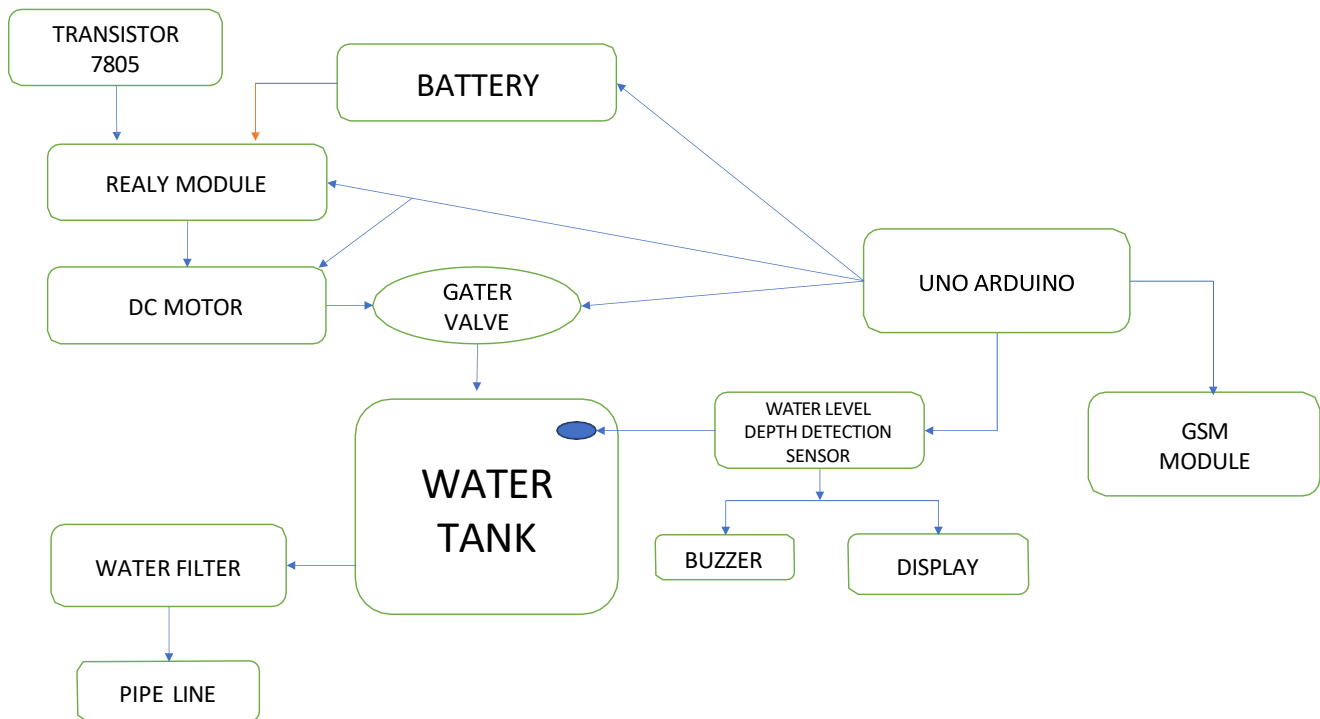 TRANSISTOR
7805
BATTERY
REALY MODULE
DC MOTOR
GATER
VALVE
UNO ARDUINO
WATER LEVEL
DEPTH DETECTION
SENSOR
GSM
MODULE
WATER
TANK
BUZZER
DISPLAY
WATER FILTER
PIPE LINE